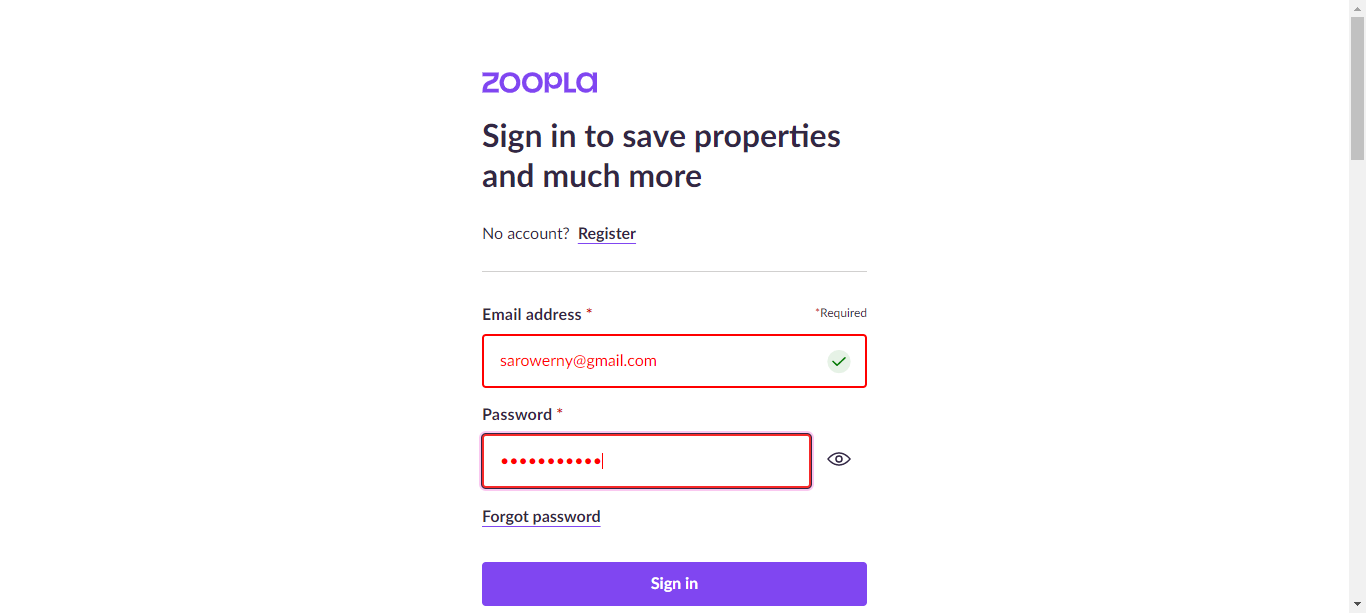 zoopla
Sign in to save properties
and much more
No account? Register
Email address * *Required
sarowerny@gmail.com
Password *
•••••••••••
Forgot password
Sign in